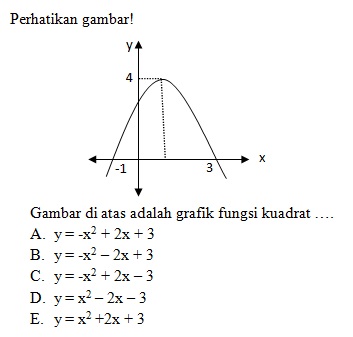 Perhatikan gambar!
y
4
x
-1 3
Gambar di atas adalah grafik fungsi kuadrat ….
A. y = -x² + 2x + 3
B. y = -x² – 2x + 3
C. y = -x² + 2x – 3
D. y = x² – 2x – 3
E. y = x² +2x + 3